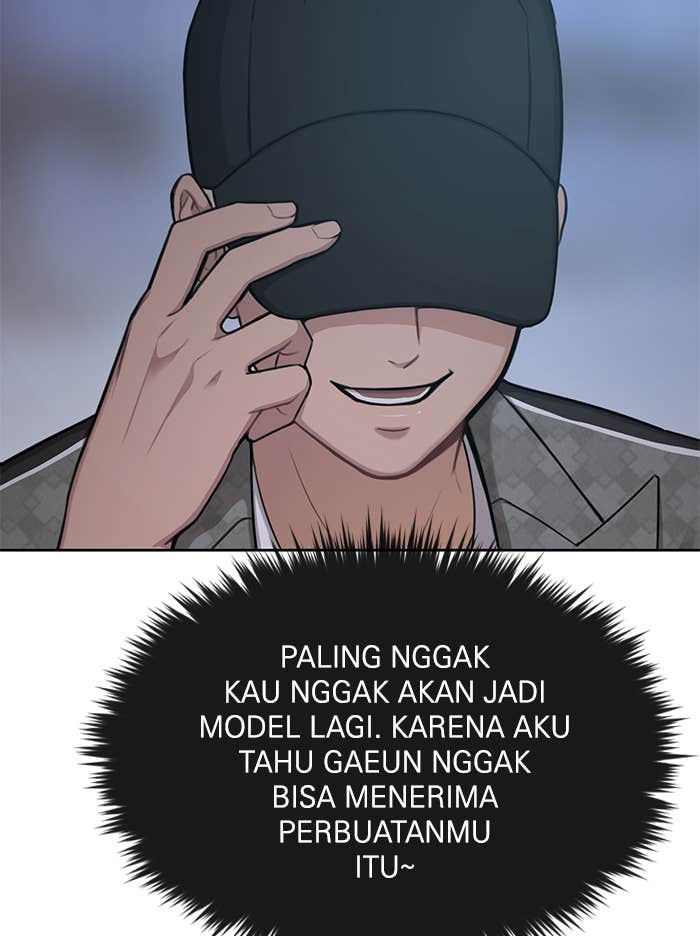 PALING NGGAK
KAU NGGAK AKAN JADI
MODEL LAGI. KARENA AKU
TAHU GAEUN NGGAK
BISA MENERIMA
PERBUATANMU
ITU~